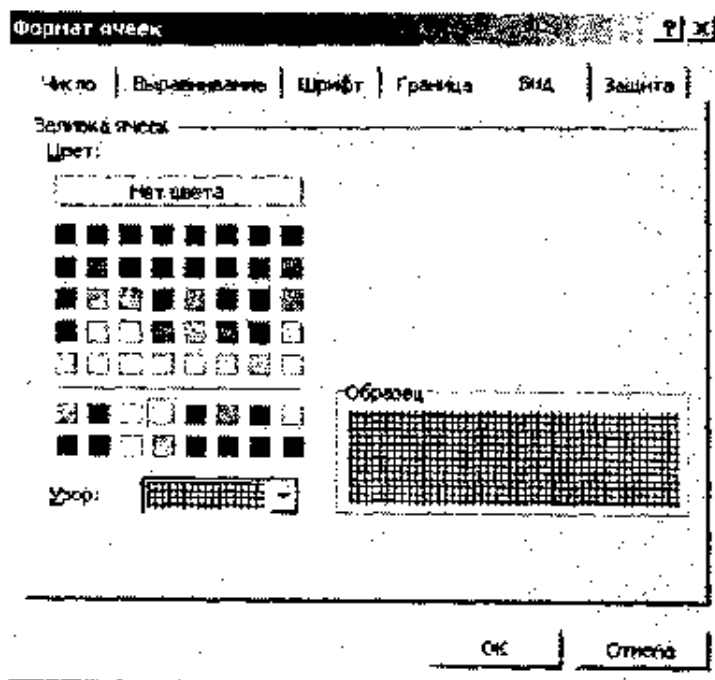 Формат ячеек
Число Выравнивание Шрифт Граница Вид Защита
Заливка ячеек
Цвет:
Нет цвета
Образец
Узор:
ОК Отмена